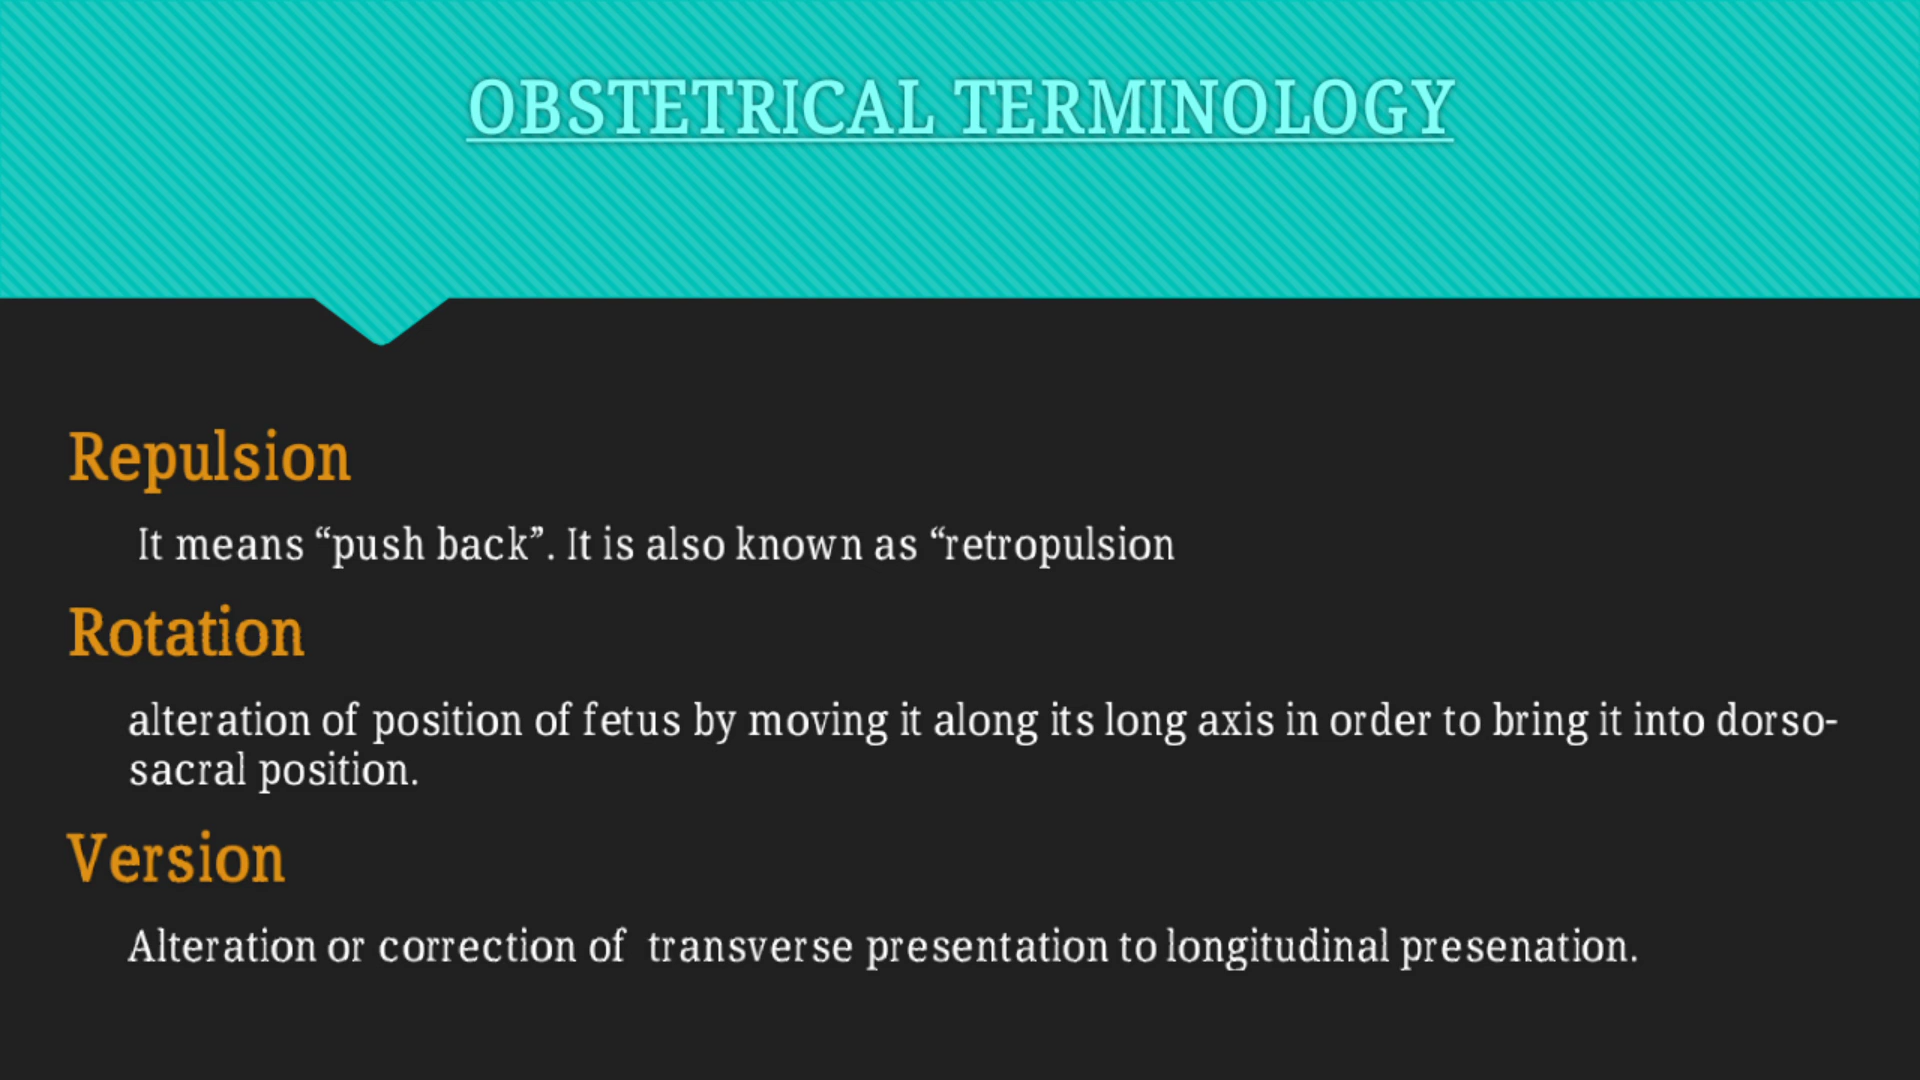 OBSTETRICAL TERMINOLOGY
Repulsion
It means “push back”. It is also known as “retropulsion
Rotation
alteration of position of fetus by moving it along its long axis in order to bring it into dorso-
sacral position.
Version
Alteration or correction of  transverse presentation to longitudinal presenation.